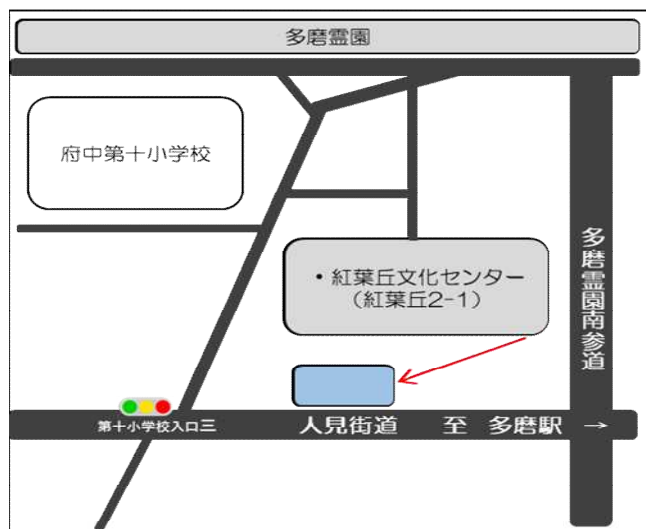 多磨霊園
府中第十小学校
・紅葉丘文化センター
（紅葉丘2-1）
多磨霊園南参道
第十小学校入口三
人見街道 至 多磨駅 →